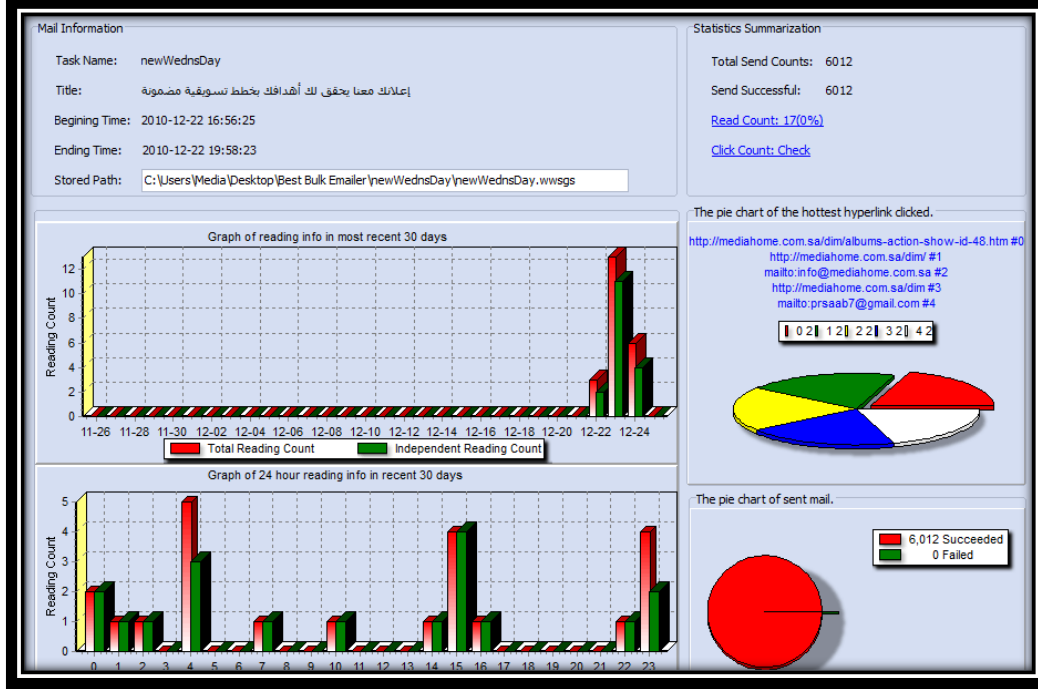 Mail Information
Task Name: newWednsDay
Title: إعلانك معنا يحقق لك أهدافك بخطط تسويقية مضمونة
Begining Time: 2010-12-22 16:56:25
Ending Time: 2010-12-22 19:58:23
Stored Path: C:\Users\Media\Desktop\Best Bulk Emailer\newWednsDay\newWednsDay.wwsgs
Statistics Summarization
Total Send Counts: 6012
Send Successful: 6012
Read Count: 17(0%)
Click Count: Check
Graph of reading info in most recent 30 days
Reading Count
12
10
8
6
4
2
0
11-26 11-28 11-30 12-02 12-04 12-06 12-08 12-10 12-12 12-14 12-16 12-18 12-20 12-22 12-24
Total Reading Count Independent Reading Count
The pie chart of the hottest hyperlink clicked.
http://mediahome.com.sa/dim/albums-action-show-id-48.htm #0
http://mediahome.com.sa/dim/ #1
mailto:info@mediahome.com.sa #2
http://mediahome.com.sa/dim #3
mailto:prsaab7@gmail.com #4
0 2 1 2 2 2 3 2 4 2
Graph of 24 hour reading info in recent 30 days
Reading Count
5
4
3
2
1
0
0 1 2 3 4 5 6 7 8 9 10 11 12 13 14 15 16 17 18 19 20 21 22 23
The pie chart of sent mail.
6,012 Succeeded
0 Failed